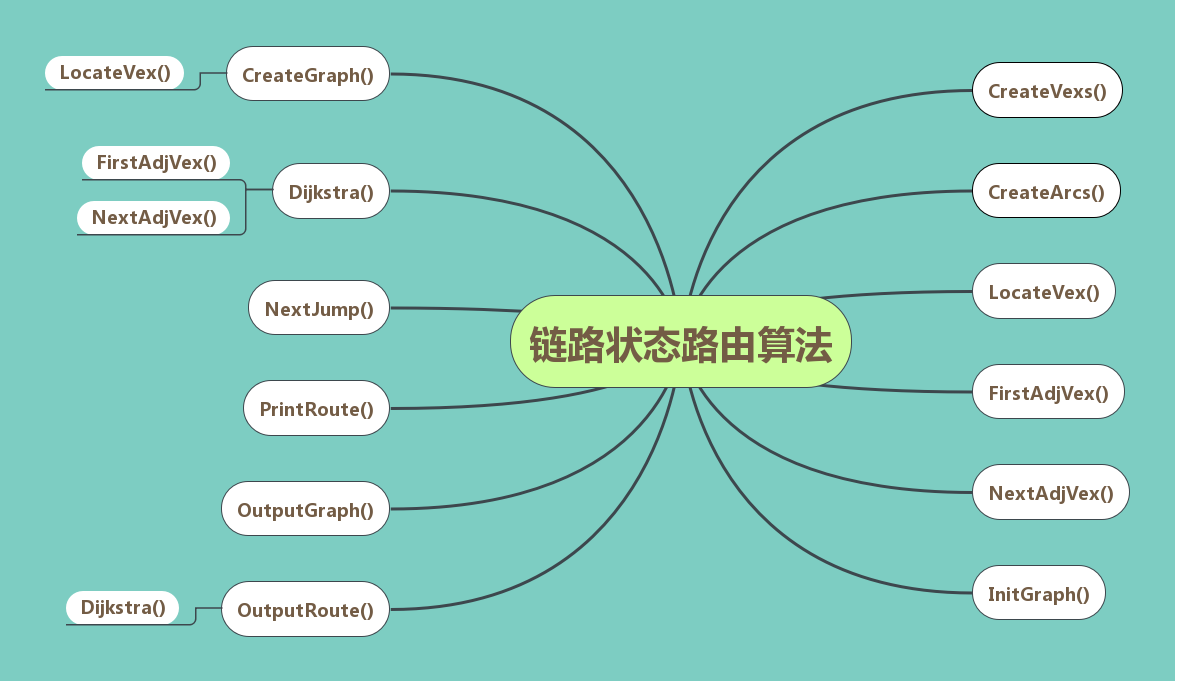 链路状态路由算法
CreateVexs()
CreateArcs()
LocateVex()
FirstAdjVex()
NextAdjVex()
InitGraph()
CreateGraph()
LocateVex()
Dijkstra()
FirstAdjVex()
NextAdjVex()
NextJump()
PrintRoute()
OutputGraph()
OutputRoute()
Dijkstra()